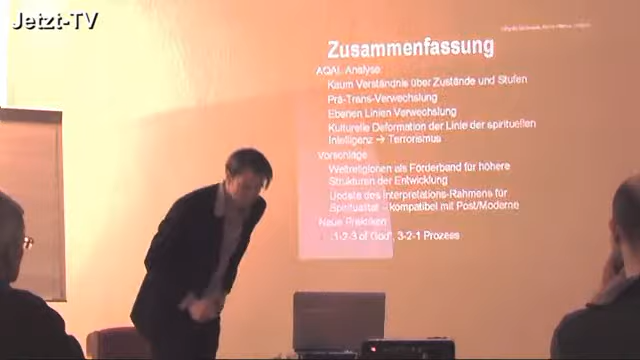 Jetzt-TV
Zusammenfassung
AQAL Analyse
Kaum Verständnis über Zustände und Stufen
Prä-Trans-Verwechslung
Ebenen Linien Verwechslung
Kulturelle Deformation der Linie der spirituellen
Intelligenz → Terrorismus
Vorschläge
Weltreligionen als Förderband für höhere
Strukturen der Entwicklung
Update des Interpretations-Rahmens für
Spiritualität – kompatibel mit Post/Moderne
Neue Praktiken
„1-2-3 of God“, 3-2-1 Prozess